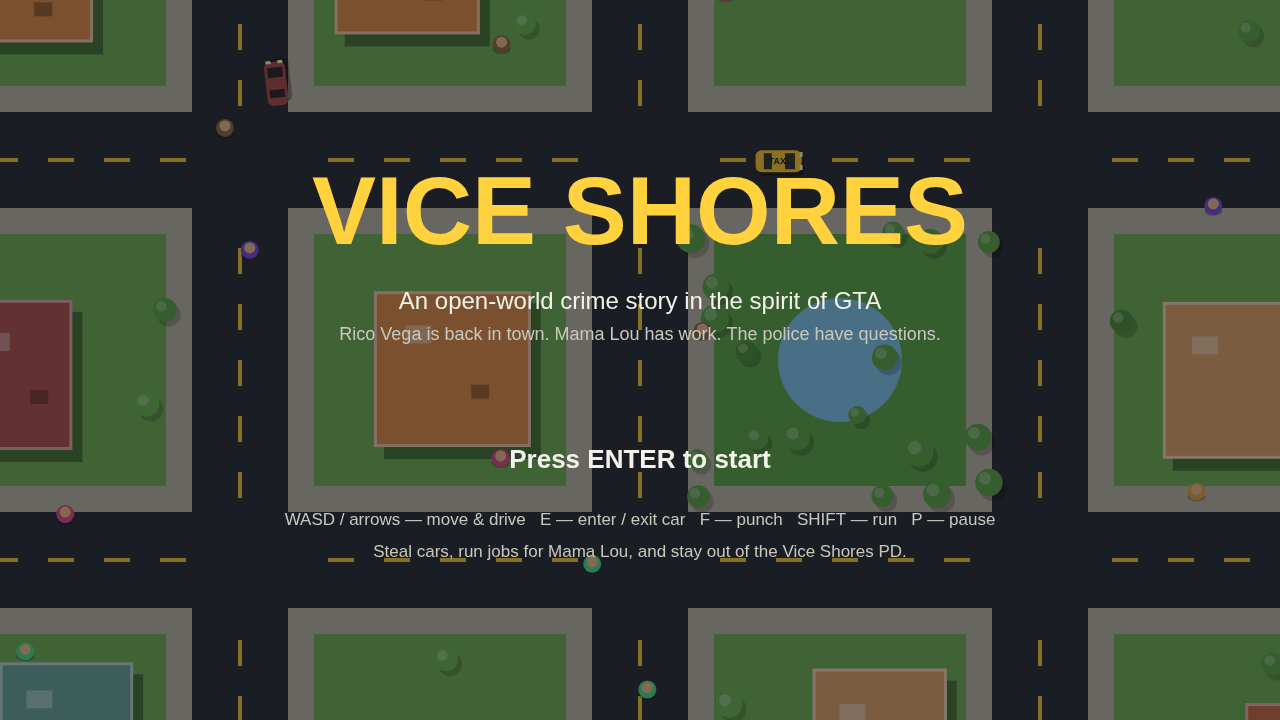 TAXI
VICE SHORES
An open-world crime story in the spirit of GTA
Rico Vega is back in town. Mama Lou has work. The police have questions.
Press ENTER to start
WASD / arrows — move & drive   E — enter / exit car   F — punch   SHIFT — run   P — pause
Steal cars, run jobs for Mama Lou, and stay out of the Vice Shores PD.